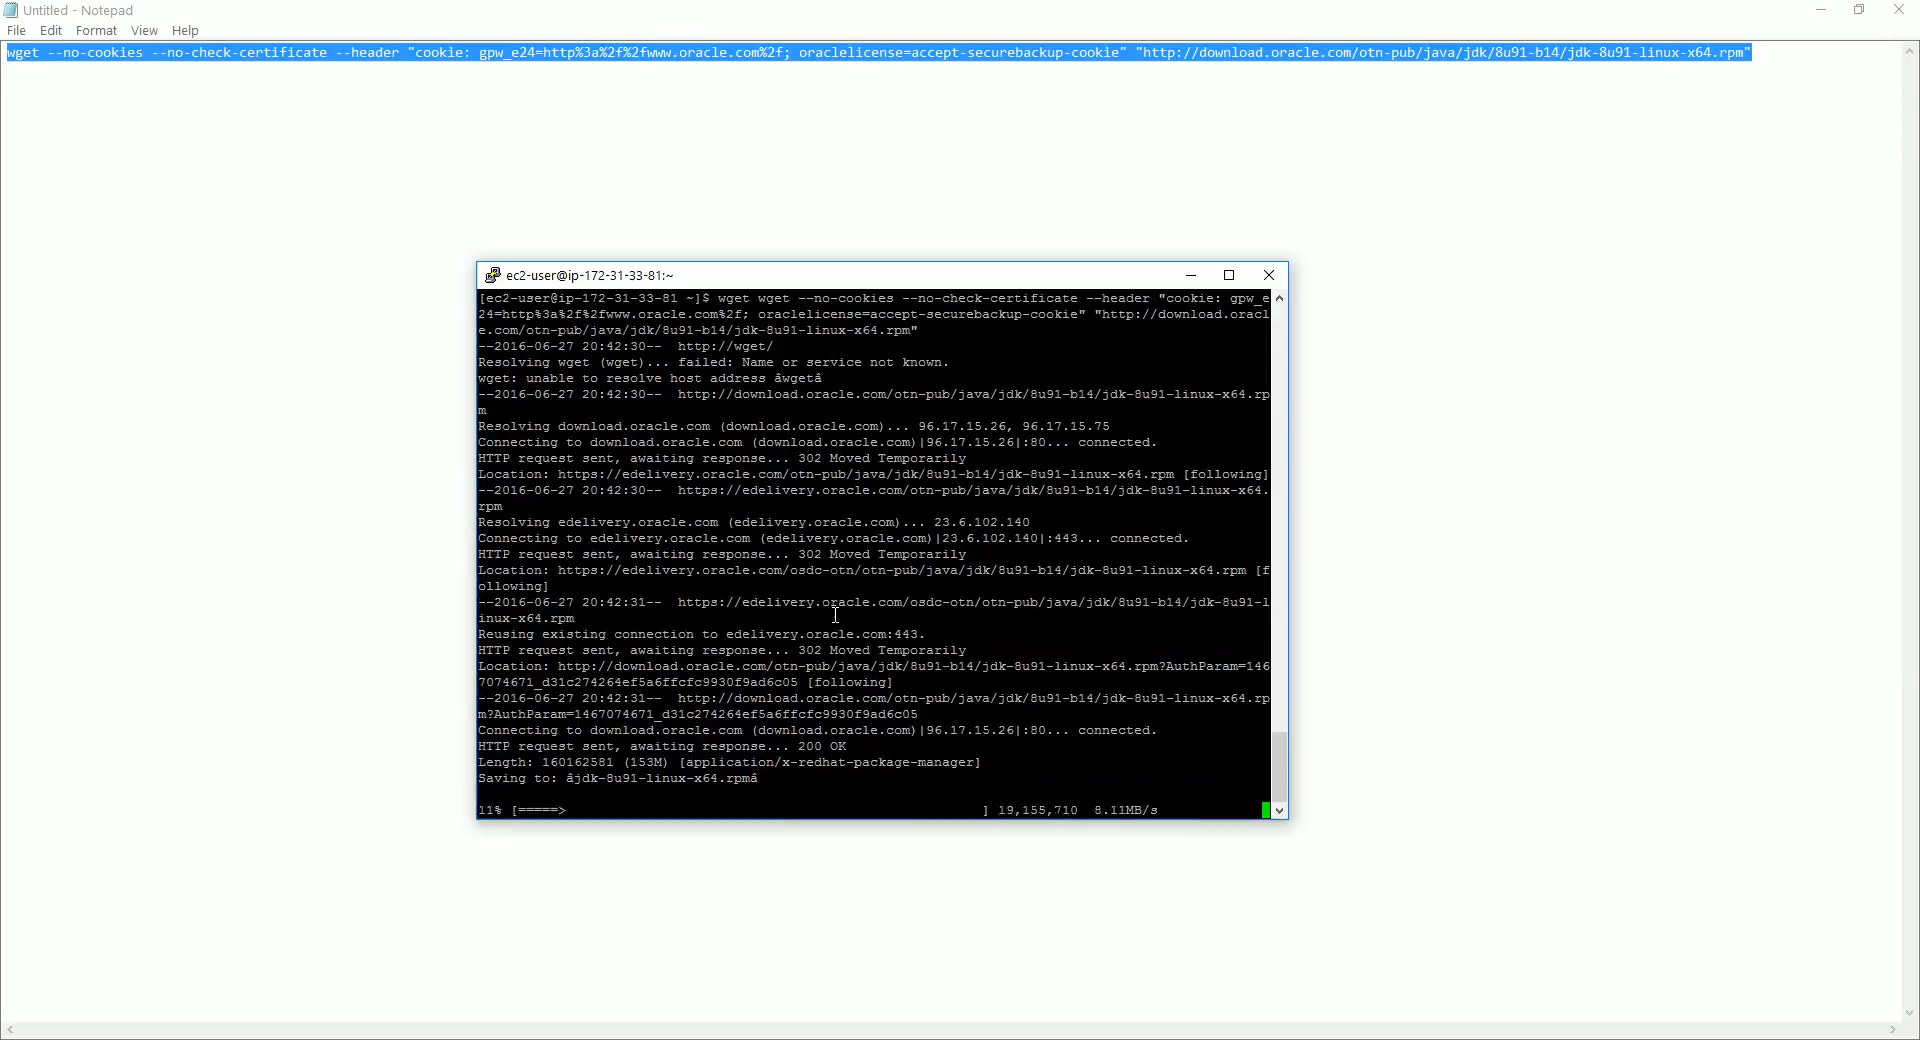 Untitled - Notepad
File Edit Format View Help
wget --no-cookies --no-check-certificate --header "cookie: gpw_e24=http%3a%2f%2fwww.oracle.com%2f; oraclelicense=accept-securebackup-cookie" "http://download.oracle.com/otn-pub/java/jdk/8u91-b14/jdk-8u91-linux-x64.rpm"
ec2-user@ip-172-31-33-81:~
[ec2-user@ip-172-31-33-81 ~]$ wget wget --no-cookies --no-check-certificate --header "cookie: gpw_e
24=http%3a%2f%2fwww.oracle.com%2f; oraclelicense=accept-securebackup-cookie" "http://download.oracl
e.com/otn-pub/java/jdk/8u91-b14/jdk-8u91-linux-x64.rpm"
--2016-06-27 20:42:30--  http://wget/
Resolving wget (wget)... failed: Name or service not known.
wget: unable to resolve host address âwgetâ
--2016-06-27 20:42:30--  http://download.oracle.com/otn-pub/java/jdk/8u91-b14/jdk-8u91-linux-x64.rp
m
Resolving download.oracle.com (download.oracle.com)... 96.17.15.26, 96.17.15.75
Connecting to download.oracle.com (download.oracle.com)|96.17.15.26|:80... connected.
HTTP request sent, awaiting response... 302 Moved Temporarily
Location: https://edelivery.oracle.com/otn-pub/java/jdk/8u91-b14/jdk-8u91-linux-x64.rpm [following]
--2016-06-27 20:42:30--  https://edelivery.oracle.com/otn-pub/java/jdk/8u91-b14/jdk-8u91-linux-x64.
rpm
Resolving edelivery.oracle.com (edelivery.oracle.com)... 23.6.102.140
Connecting to edelivery.oracle.com (edelivery.oracle.com)|23.6.102.140|:443... connected.
HTTP request sent, awaiting response... 302 Moved Temporarily
Location: https://edelivery.oracle.com/osdc-otn/otn-pub/java/jdk/8u91-b14/jdk-8u91-linux-x64.rpm [f
ollowing]
--2016-06-27 20:42:31--  https://edelivery.oracle.com/osdc-otn/otn-pub/java/jdk/8u91-b14/jdk-8u91-l
inux-x64.rpm
Reusing existing connection to edelivery.oracle.com:443.
HTTP request sent, awaiting response... 302 Moved Temporarily
Location: http://download.oracle.com/otn-pub/java/jdk/8u91-b14/jdk-8u91-linux-x64.rpm?AuthParam=146
7074671_d31c274264ef5a6ffcfc9930f9ad6c05 [following]
--2016-06-27 20:42:31--  http://download.oracle.com/otn-pub/java/jdk/8u91-b14/jdk-8u91-linux-x64.rp
m?AuthParam=1467074671_d31c274264ef5a6ffcfc9930f9ad6c05
Connecting to download.oracle.com (download.oracle.com)|96.17.15.26|:80... connected.
HTTP request sent, awaiting response... 200 OK
Length: 160162581 (153M) [application/x-redhat-package-manager]
Saving to: âjdk-8u91-linux-x64.rpmâ
11% [=====>                                                    ] 19,155,710  8.11MB/s